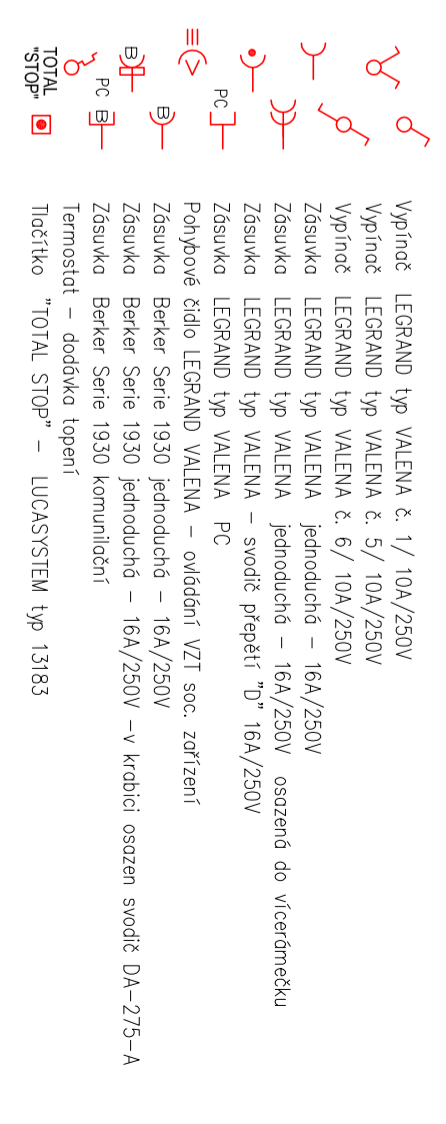 Vypínač LEGRAND typ VALENA č. 1/ 10A/250V
Vypínač LEGRAND typ VALENA č. 5/ 10A/250V
Vypínač LEGRAND typ VALENA č. 6/ 10A/250V
Zásuvka LEGRAND typ VALENA jednoduchá – 16A/250V
Zásuvka LEGRAND typ VALENA jednoduchá – 16A/250V osazená do vícerámečku
Zásuvka LEGRAND typ VALENA – svodič přepětí "D" 16A/250V
PC Zásuvka LEGRAND typ VALENA PC
Pohybové čidlo LEGRAND VALENA – ovládání VZT soc. zařízení
B Zásuvka Berker Serie 1930 jednoduchá – 16A/250V
B Zásuvka Berker Serie 1930 jednoduchá – 16A/250V –v krabici osazen svodič DA–275–A
PC B Zásuvka Berker Serie 1930 komunilační
Termostat – dodávka topení
TOTAL "STOP" Tlačítko "TOTAL STOP" – LUCASYSTEM typ 13183